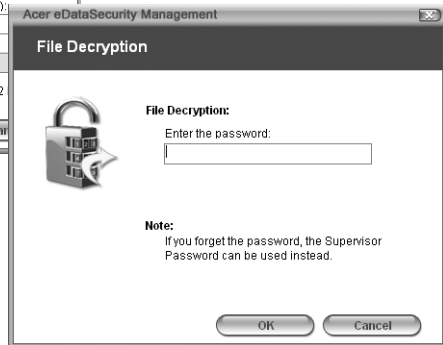 Acer eDataSecurity Management
File Decryption
File Decryption:
Enter the password:
Note:
If you forget the password, the Supervisor
Password can be used instead.
OK
Cancel